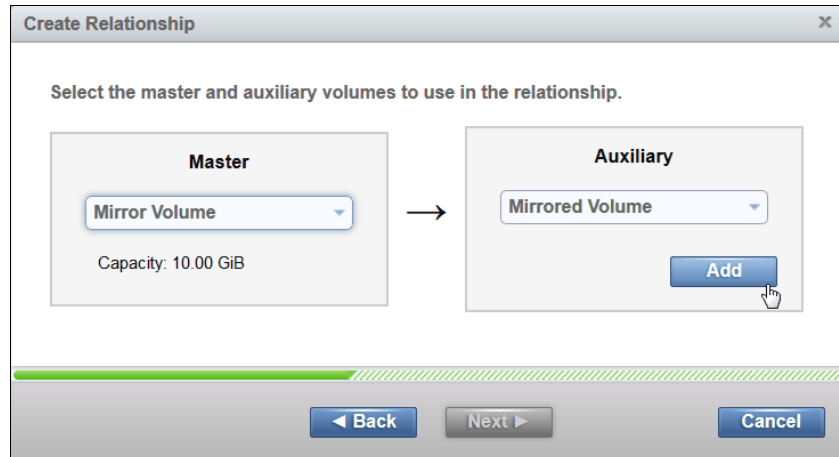 Create Relationship x
Select the master and auxiliary volumes to use in the relationship.
Master
Mirror Volume
Capacity: 10.00 GiB
→
Auxiliary
Mirrored Volume
Add
◄ Back
Next ►
Cancel